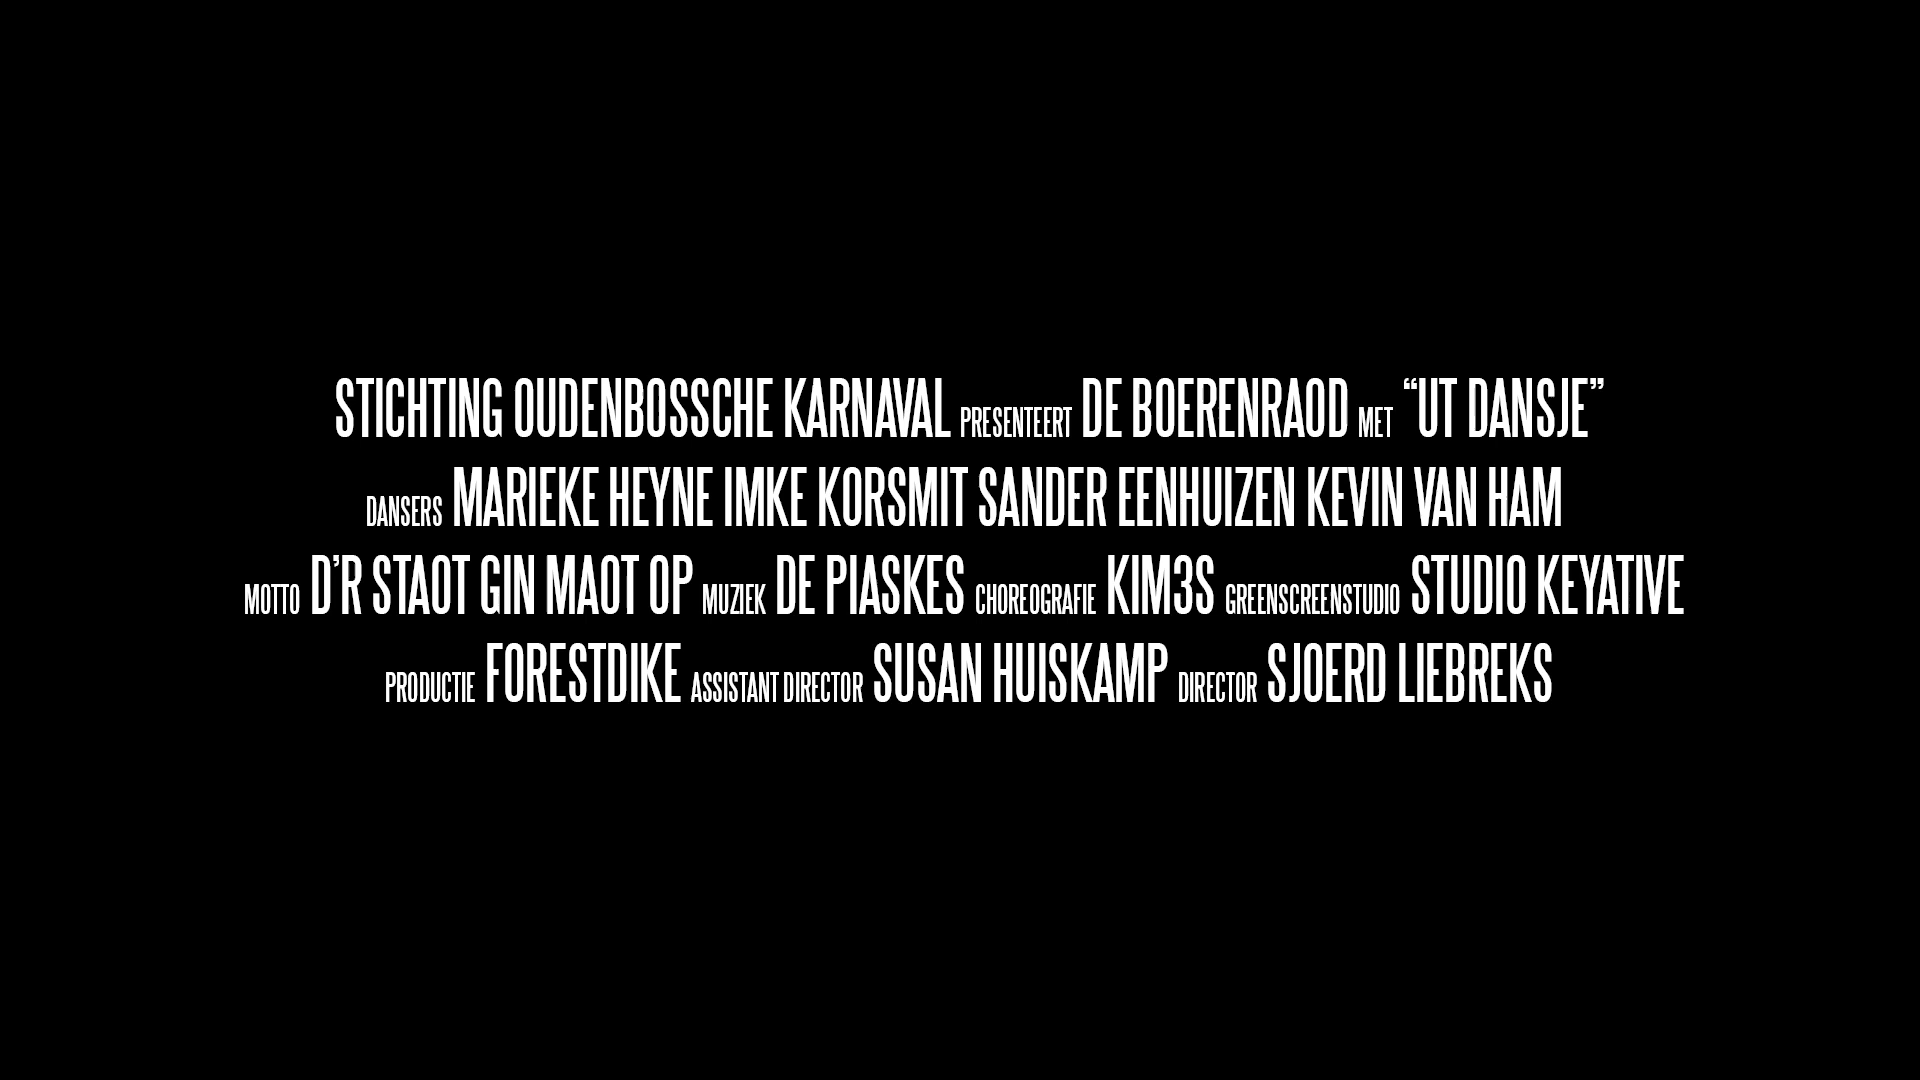 STICHTING OUDENBOSSCHE KARNAVAL PRESENTEERT DE BOERENRAOD MET “UT DANSJE”
DANSERS MARIEKE HEYNE IMKE KORSMIT SANDER EENHUIZEN KEVIN VAN HAM
MOTTO D’R STAOT GIN MAOT OP MUZIEK DE PIASKES CHOREOGRAFIE KIM3S GREENSCREENSTUDIO STUDIO KEYATIVE
PRODUCTIE FORESTDIKE ASSISTANT DIRECTOR SUSAN HUISKAMP DIRECTOR SJOERD LIEBREKS